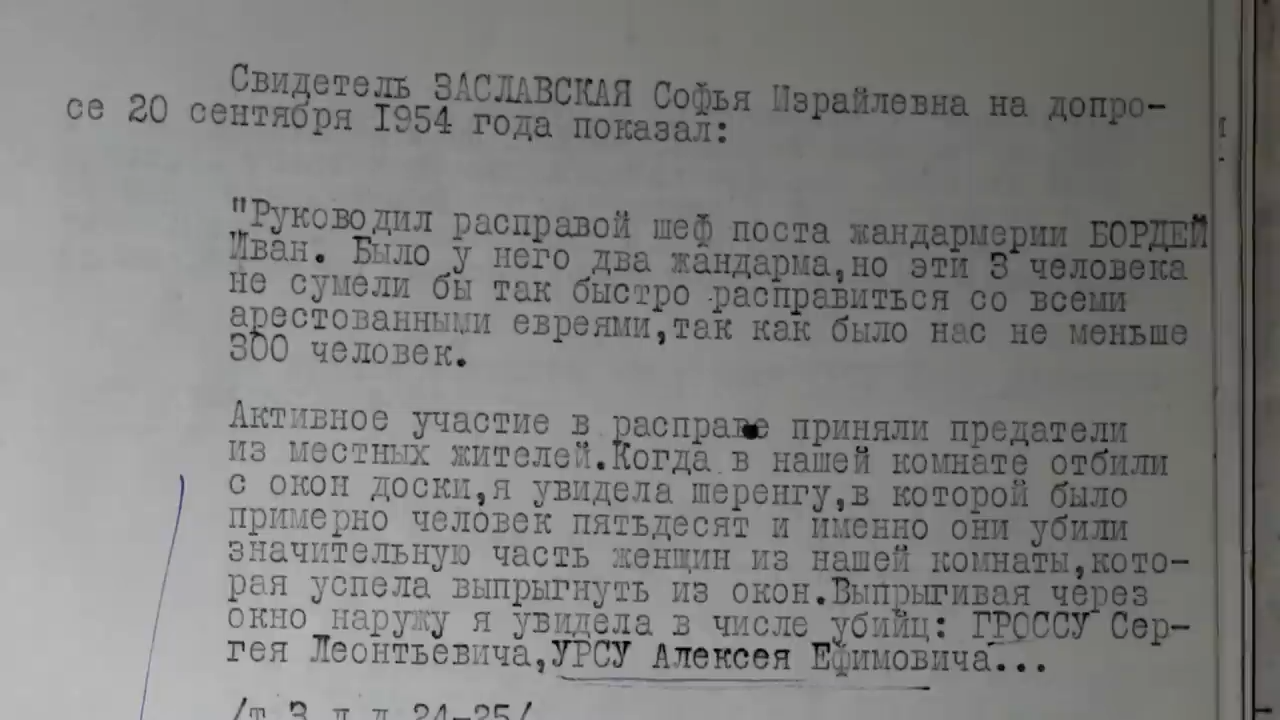 Свидетель ЗАСЛАВСКАЯ Софья Израйлевна на допро-
се 20 сентября 1954 года показал:
"Руководил расправой шеф поста жандармерии БОРДЕЙ
Иван. Было у него два жандарма,но эти 3 человека
не сумели бы так быстро расправиться со всеми
арестованными евреями,так как было нас не меньше
300 человек.
Активное участие в расправе приняли предатели
из местных жителей.Когда в нашей комнате отбили
с окон доски,я увидела шеренгу,в которой было
примерно человек пятьдесят и именно они убили
значительную часть женщин из нашей комнаты,кото-
рая успела выпрыгнуть из окон.Выпрыгивая через
окно наружу я увидела в числе убийц: ГРОССУ Сер-
гея Леонтьевича,УРСУ Алексея Ефимовича...
/т 3 л д 24-25/